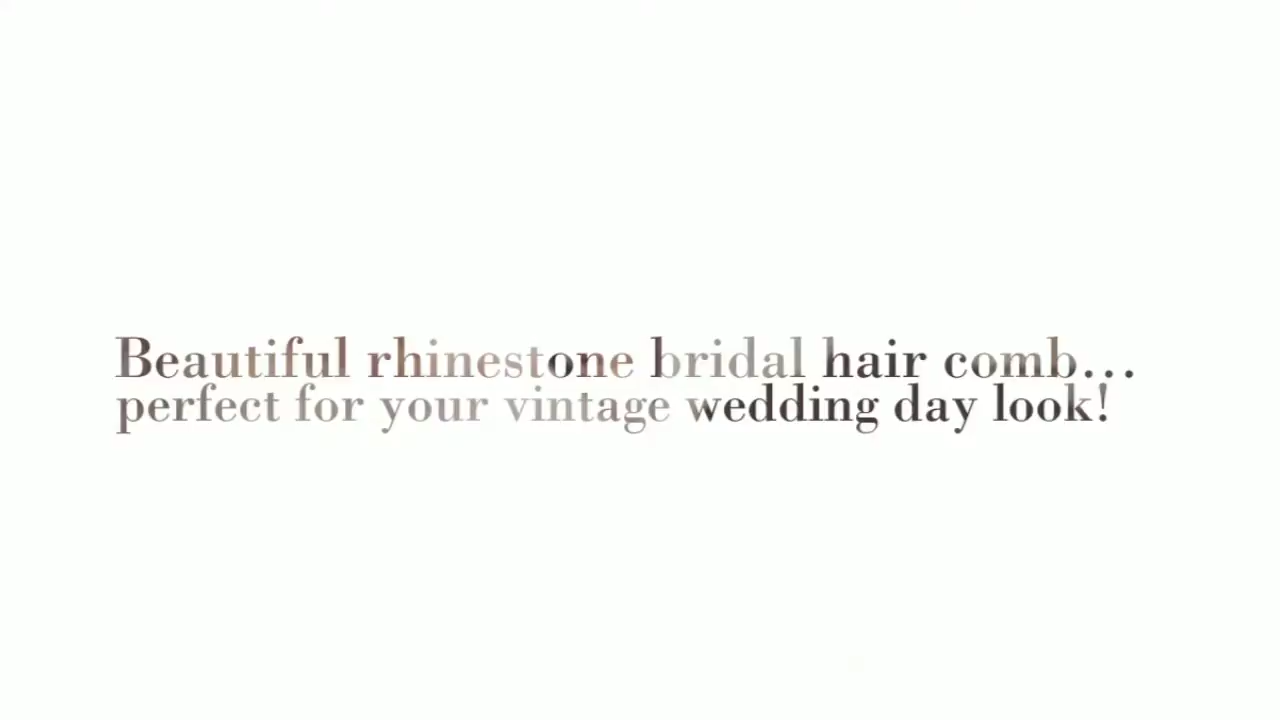 Beautiful rhinestone bridal hair comb...
perfect for your vintage wedding day look!